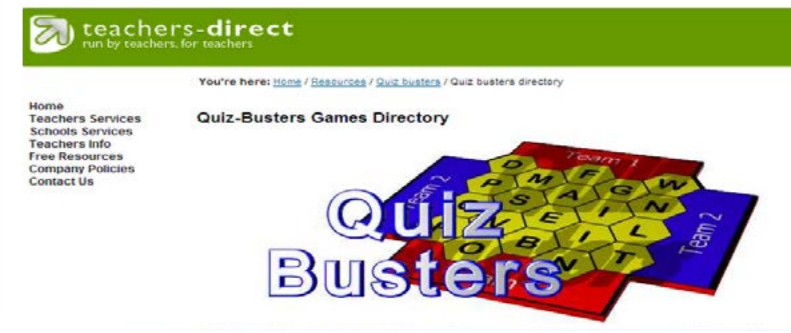 teachers-direct
run by teachers, for teachers
You're here: Home / Resources / Quiz busters / Quiz busters directory
Home
Teachers Services
Schools Services
Teachers Info
Free Resources
Company Policies
Contact Us
Quiz-Busters Games Directory
Team 1
Team 2
Team 2
Quiz
Busters
D F W
P M A G N
S I L
E I T
O B N